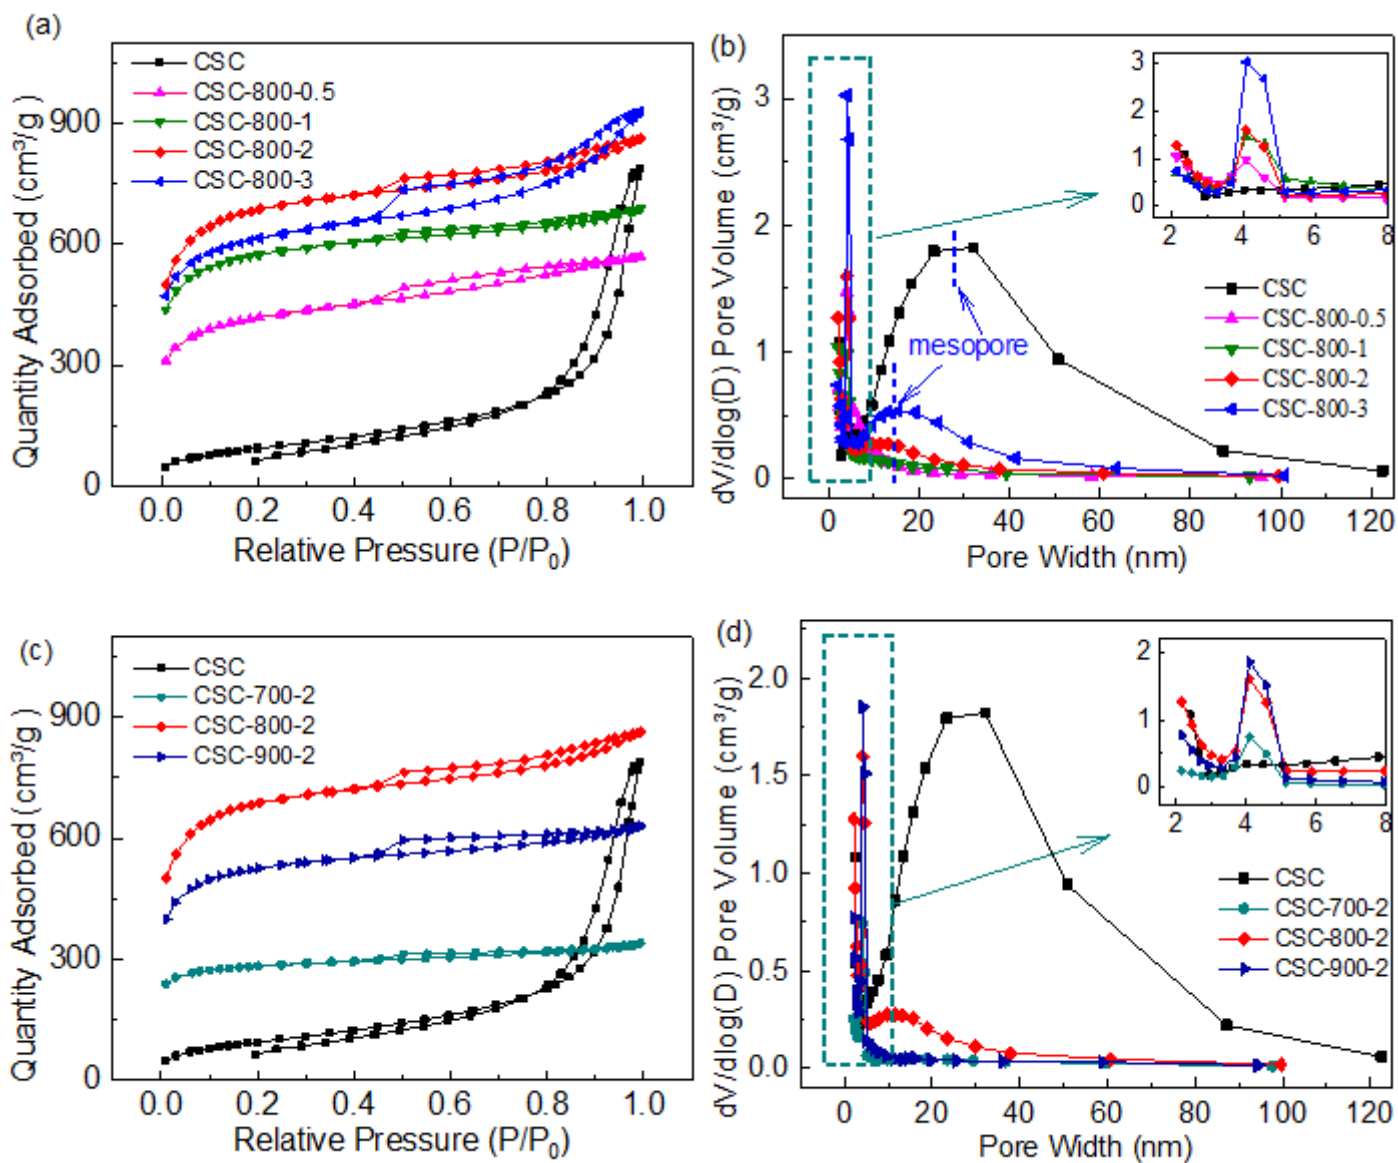 (a)
CSC
CSC-800-0.5
CSC-800-1
CSC-800-2
CSC-800-3
Quantity Adsorbed (cm³/g)
900
600
300
0
0.0 0.2 0.4 0.6 0.8 1.0
Relative Pressure (P/P₀)
(b)
dV/dlog(D) Pore Volume (cm³/g)
3
2
1
0
0 20 40 60 80 100 120
Pore Width (nm)
mesopore
3
2
1
0
2 4 6 8
CSC
CSC-800-0.5
CSC-800-1
CSC-800-2
CSC-800-3
(c)
CSC
CSC-700-2
CSC-800-2
CSC-900-2
Quantity Adsorbed (cm³/g)
900
600
300
0
0.0 0.2 0.4 0.6 0.8 1.0
Relative Pressure (P/P₀)
(d)
dV/dlog(D) Pore Volume (cm³/g)
2.0
1.5
1.0
0.5
0.0
0 20 40 60 80 100 120
Pore Width (nm)
2
1
0
2 4 6 8
CSC
CSC-700-2
CSC-800-2
CSC-900-2